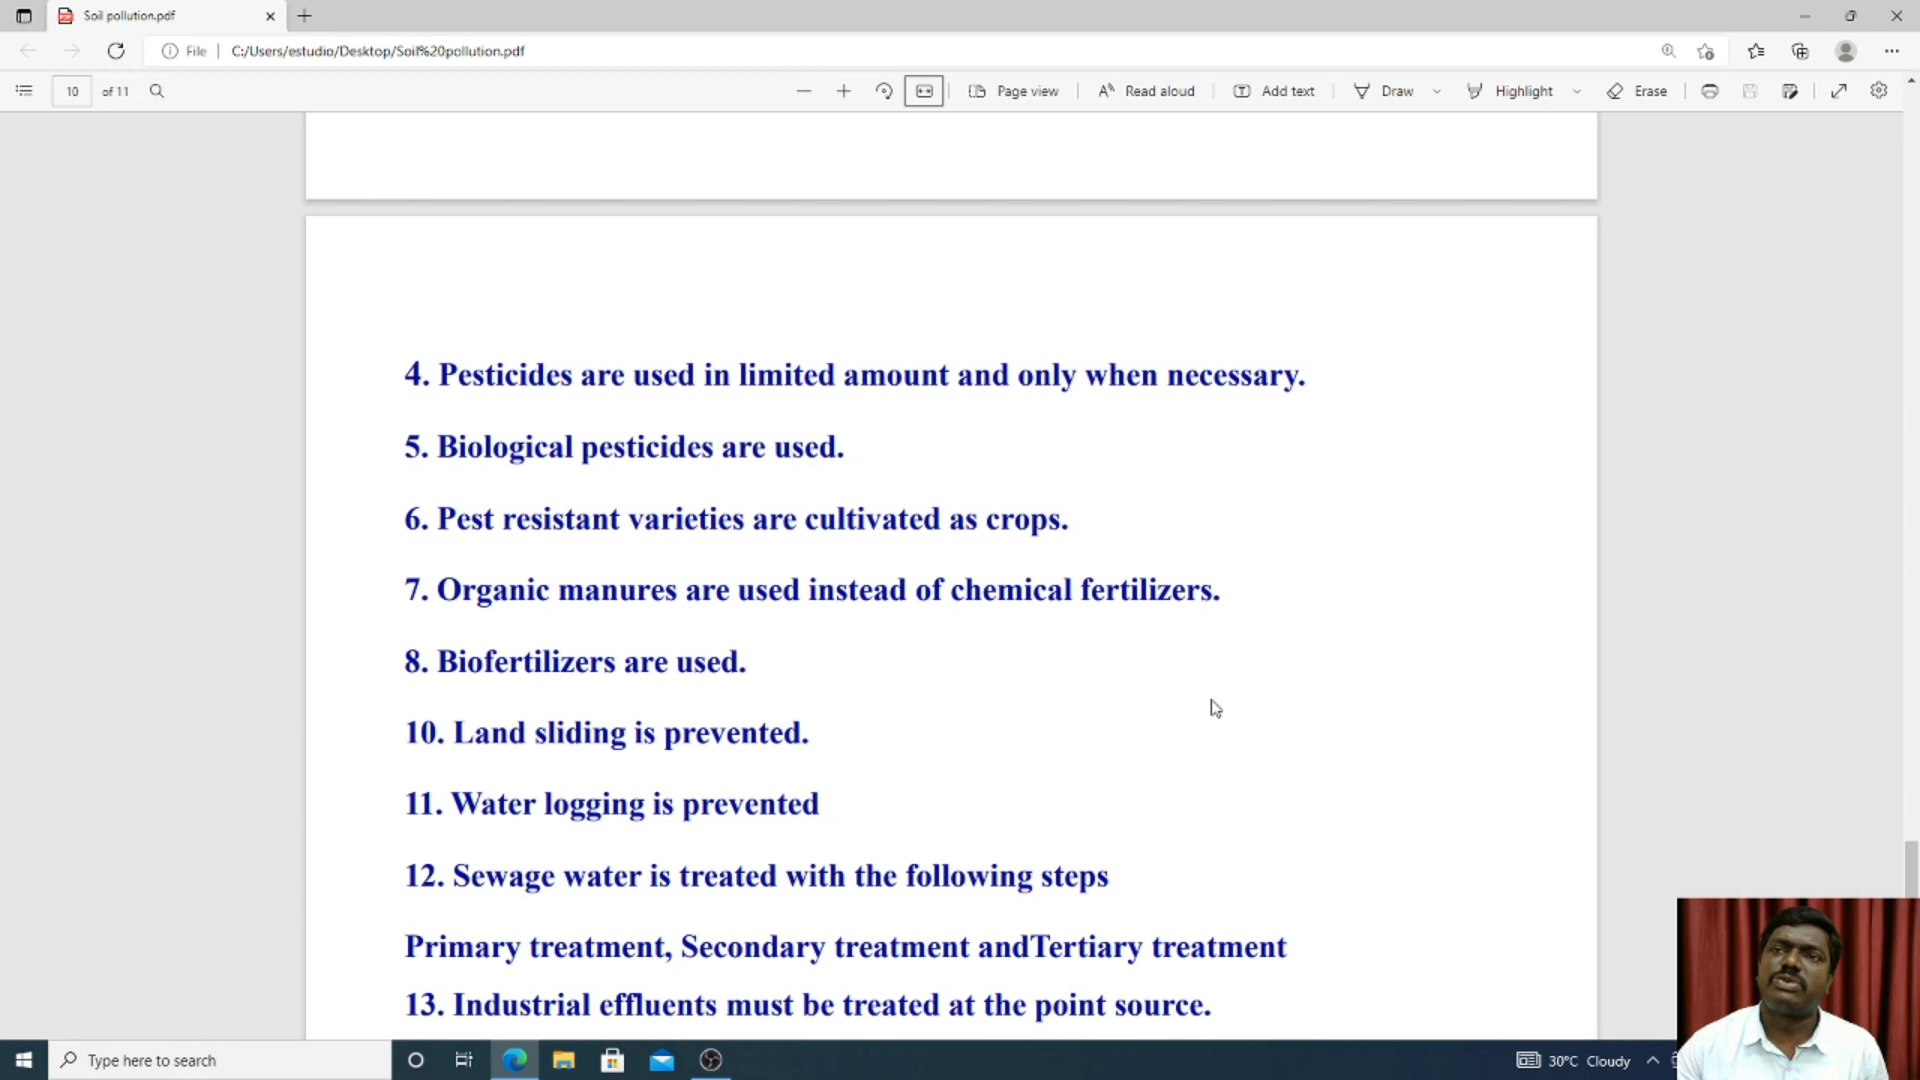 Soil pollution.pdf
File
C:/Users/estudio/Desktop/Soil%20pollution.pdf
10 of 11
Page view
Read aloud
Add text
Draw
Highlight
Erase
4. Pesticides are used in limited amount and only when necessary.
5. Biological pesticides are used.
6. Pest resistant varieties are cultivated as crops.
7. Organic manures are used instead of chemical fertilizers.
8. Biofertilizers are used.
10. Land sliding is prevented.
11. Water logging is prevented
12. Sewage water is treated with the following steps
Primary treatment, Secondary treatment andTertiary treatment
13. Industrial effluents must be treated at the point source.
Type here to search
30°C Cloudy